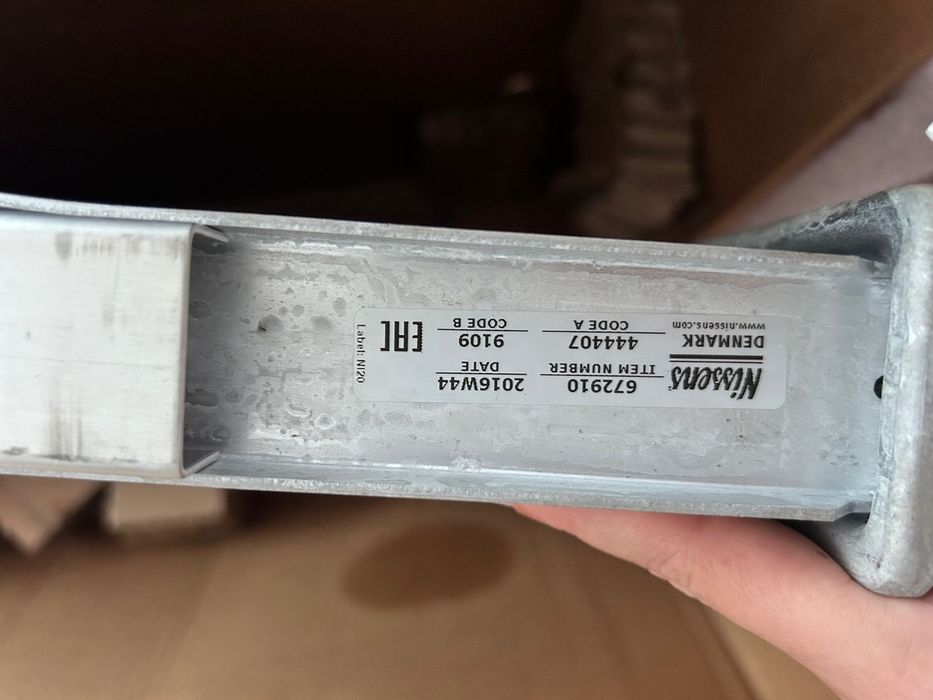 Nissens
DENMARK
www.nissens.com
672910
ITEM NUMBER
2016W44
DATE
444407
CODE A
9109
CODE B
EAC
Label: NI20